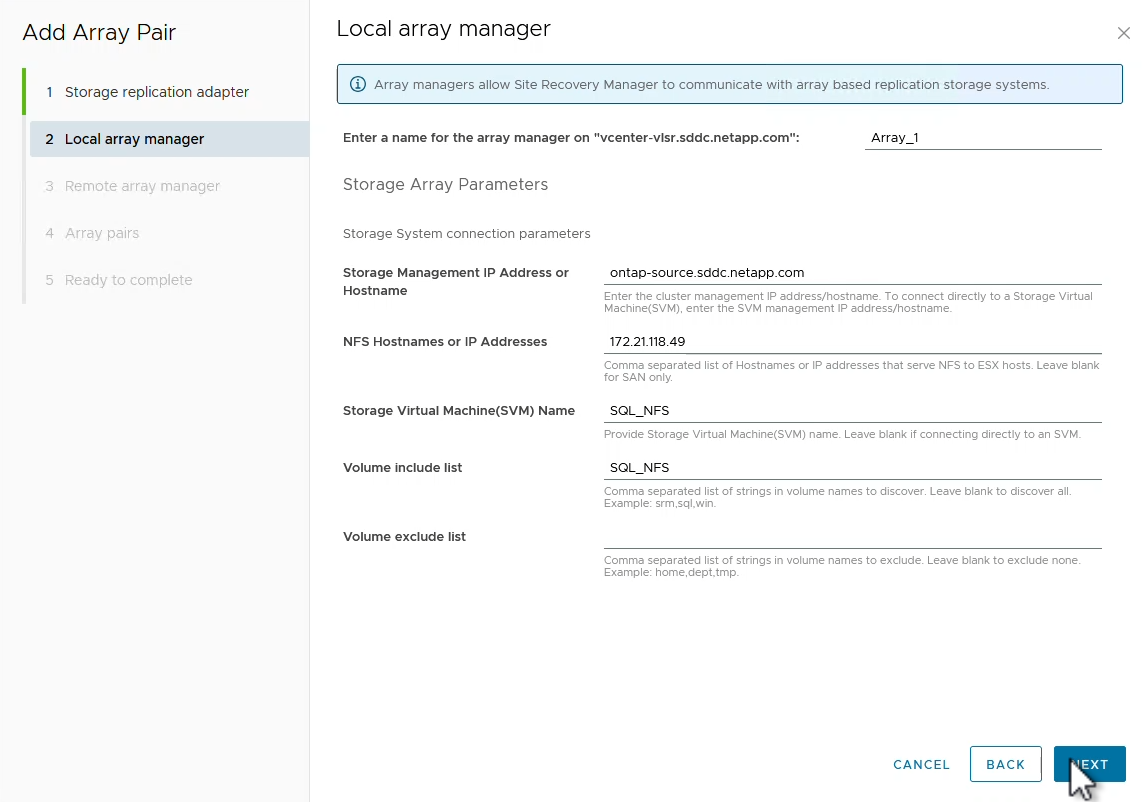 Add Array Pair
1 Storage replication adapter
2 Local array manager
3 Remote array manager
4 Array pairs
5 Ready to complete
Local array manager
Array managers allow Site Recovery Manager to communicate with array based replication storage systems.
Enter a name for the array manager on "vcenter-vlsr.sddc.netapp.com": Array_1
Storage Array Parameters
Storage System connection parameters
Storage Management IP Address or
Hostname
ontap-source.sddc.netapp.com
Enter the cluster management IP address/hostname. To connect directly to a Storage Virtual
Machine(SVM), enter the SVM management IP address/hostname.
NFS Hostnames or IP Addresses 172.21.118.49
Comma separated list of Hostnames or IP addresses that serve NFS to ESX hosts. Leave blank
for SAN only.
Storage Virtual Machine(SVM) Name SQL_NFS
Provide Storage Virtual Machine(SVM) name. Leave blank if connecting directly to an SVM.
Volume include list SQL_NFS
Comma separated list of strings in volume names to discover. Leave blank to discover all.
Example: srm,sql,win.
Volume exclude list
Comma separated list of strings in volume names to exclude. Leave blank to exclude none.
Example: home,dept,tmp.
CANCEL BACK NEXT